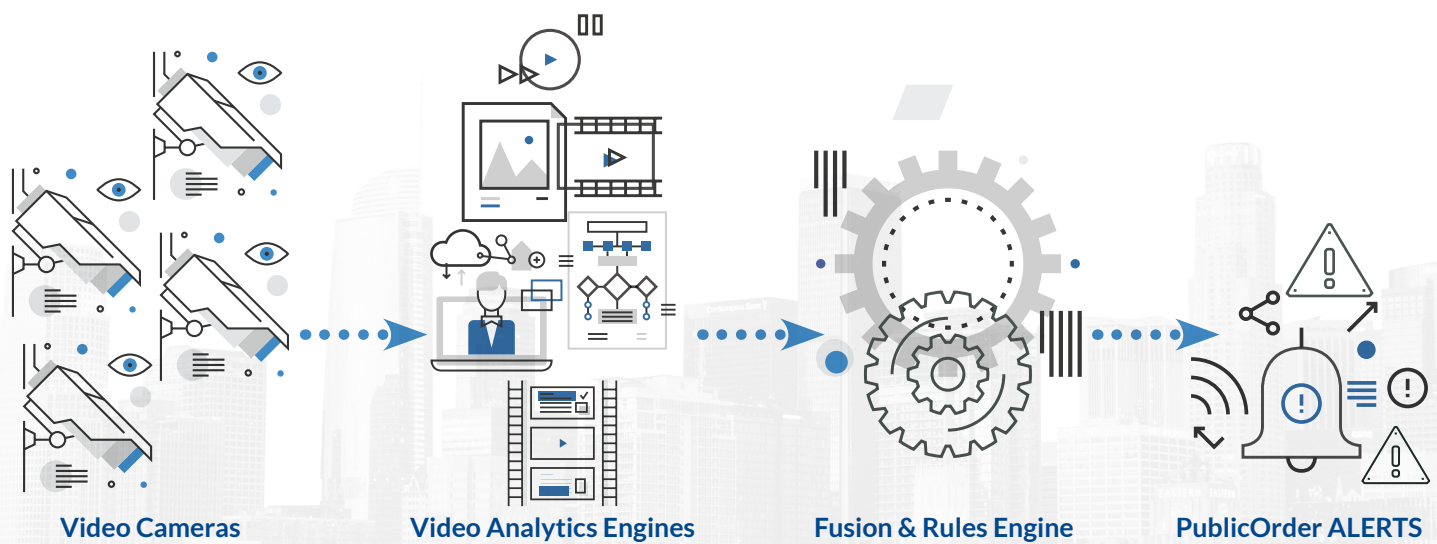 Video Cameras
Video Analytics Engines
Fusion & Rules Engine
PublicOrder ALERTS